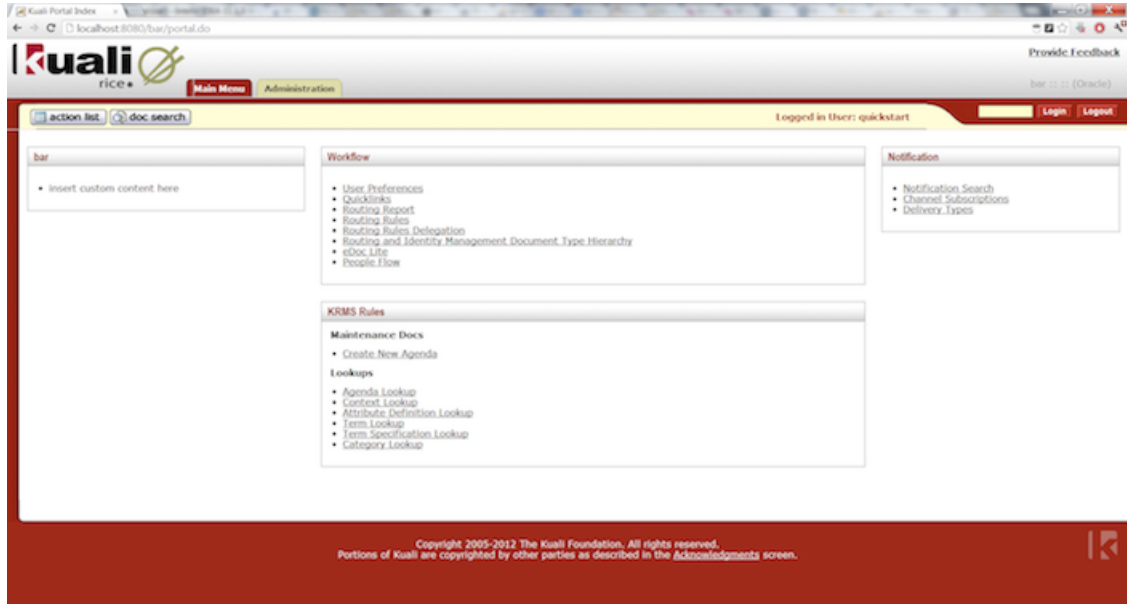 Kuali Portal Index
localhost:8080/bar/portal.do
Provide Feedback
kuali
rice
Main Menu
Administration
bar :: :: (Oracle)
action list
doc search
Logged in User: quickstart
Login
Logout
bar
• insert custom content here
Workflow
• User Preferences
• Quicklinks
• Routing Report
• Routing Rules
• Routing Rules Delegation
• Routing and Identity Management Document Type Hierarchy
• eDoc Lite
• People Flow
KRMS Rules
Maintenance Docs
• Create New Agenda
Lookups
• Agenda Lookup
• Context Lookup
• Attribute Definition Lookup
• Term Lookup
• Term Specification Lookup
• Category Lookup
Notification
• Notification Search
• Channel Subscriptions
• Delivery Types
Copyright 2005-2012 The Kuali Foundation. All rights reserved.
Portions of Kuali are copyrighted by other parties as described in the Acknowledgments screen.